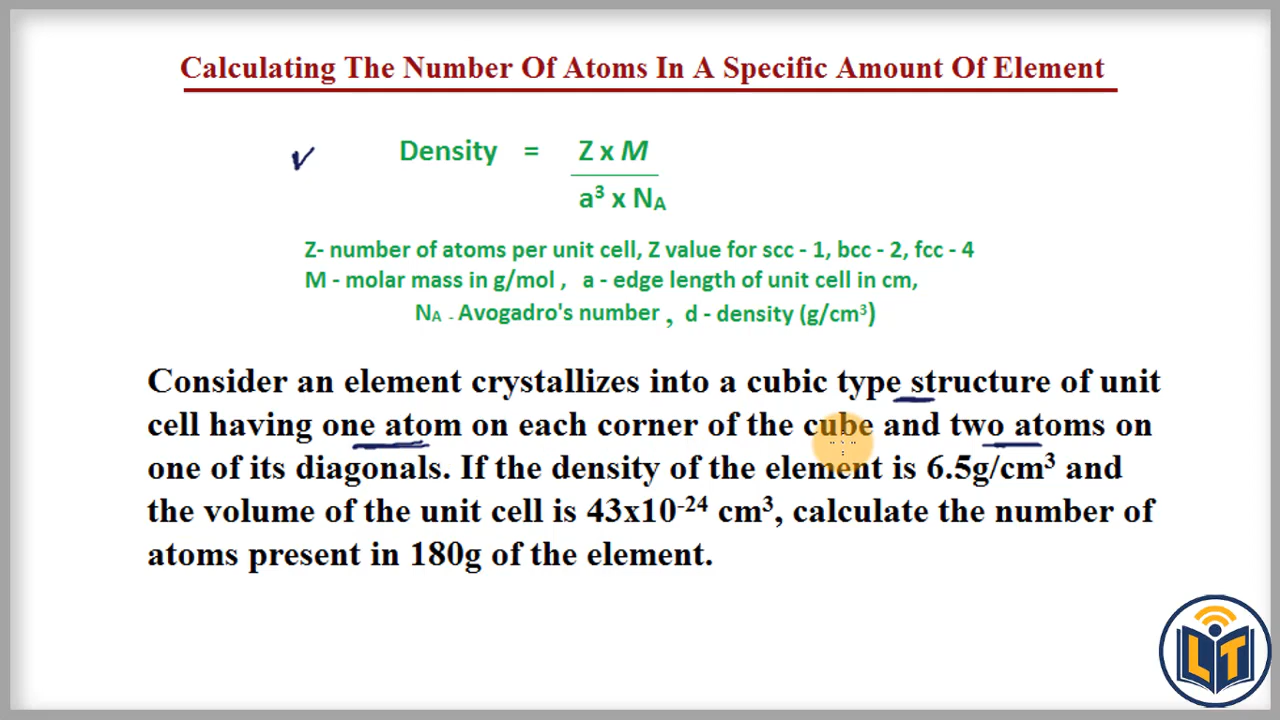 Calculating The Number Of Atoms In A Specific Amount Of Element
Density = Z x M
a³ x Nᴀ
Z- number of atoms per unit cell, Z value for scc - 1, bcc - 2, fcc - 4
M - molar mass in g/mol , a - edge length of unit cell in cm,
Nᴀ - Avogadro's number , d - density (g/cm³)
Consider an element crystallizes into a cubic type structure of unit
cell having one atom on each corner of the cube and two atoms on
one of its diagonals. If the density of the element is 6.5g/cm³ and
the volume of the unit cell is 43x10⁻²⁴ cm³, calculate the number of
atoms present in 180g of the element.
LT